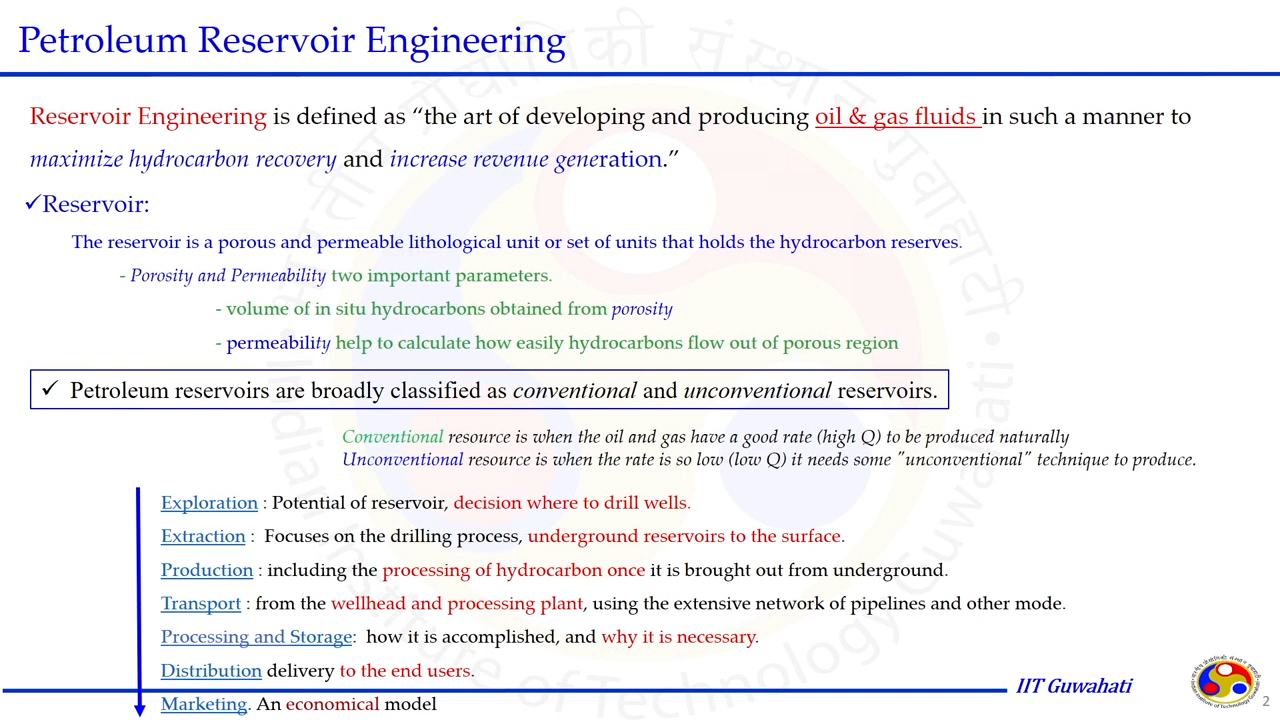 Petroleum Reservoir Engineering
Reservoir Engineering is defined as “the art of developing and producing oil & gas fluids in such a manner to
maximize hydrocarbon recovery and increase revenue generation.”
✓Reservoir:
The reservoir is a porous and permeable lithological unit or set of units that holds the hydrocarbon reserves.
- Porosity and Permeability two important parameters.
- volume of in situ hydrocarbons obtained from porosity
- permeability help to calculate how easily hydrocarbons flow out of porous region
✓ Petroleum reservoirs are broadly classified as conventional and unconventional reservoirs.
Conventional resource is when the oil and gas have a good rate (high Q) to be produced naturally
Unconventional resource is when the rate is so low (low Q) it needs some "unconventional" technique to produce.
Exploration : Potential of reservoir, decision where to drill wells.
Extraction : Focuses on the drilling process, underground reservoirs to the surface.
Production : including the processing of hydrocarbon once it is brought out from underground.
Transport : from the wellhead and processing plant, using the extensive network of pipelines and other mode.
Processing and Storage: how it is accomplished, and why it is necessary.
Distribution delivery to the end users.
Marketing. An economical model
IIT Guwahati
2